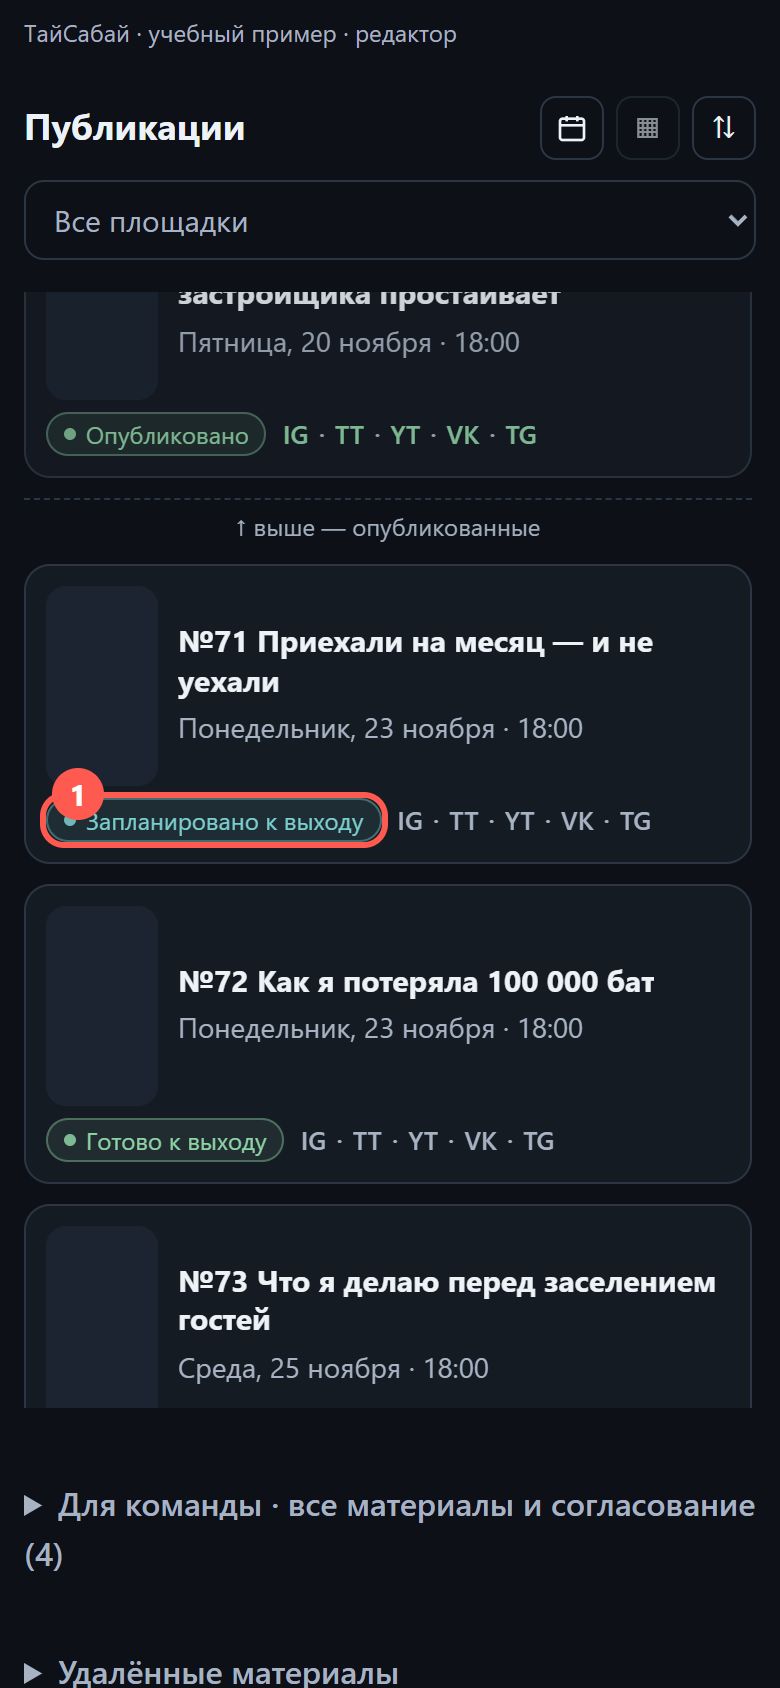 ТайСабай · учебный пример · редактор
Публикации
Все площадки
застройщика простаивает
Пятница, 20 ноября · 18:00
Опубликовано IG · TT · YT · VK · TG
↑ выше — опубликованные
№71 Приехали на месяц — и не
уехали
Понедельник, 23 ноября · 18:00
1
Запланировано к выходу IG · TT · YT · VK · TG
№72 Как я потеряла 100 000 бат
Понедельник, 23 ноября · 18:00
Готово к выходу IG · TT · YT · VK · TG
№73 Что я делаю перед заселением
гостей
Среда, 25 ноября · 18:00
Для команды · все материалы и согласование
(4)
Удалённые материалы